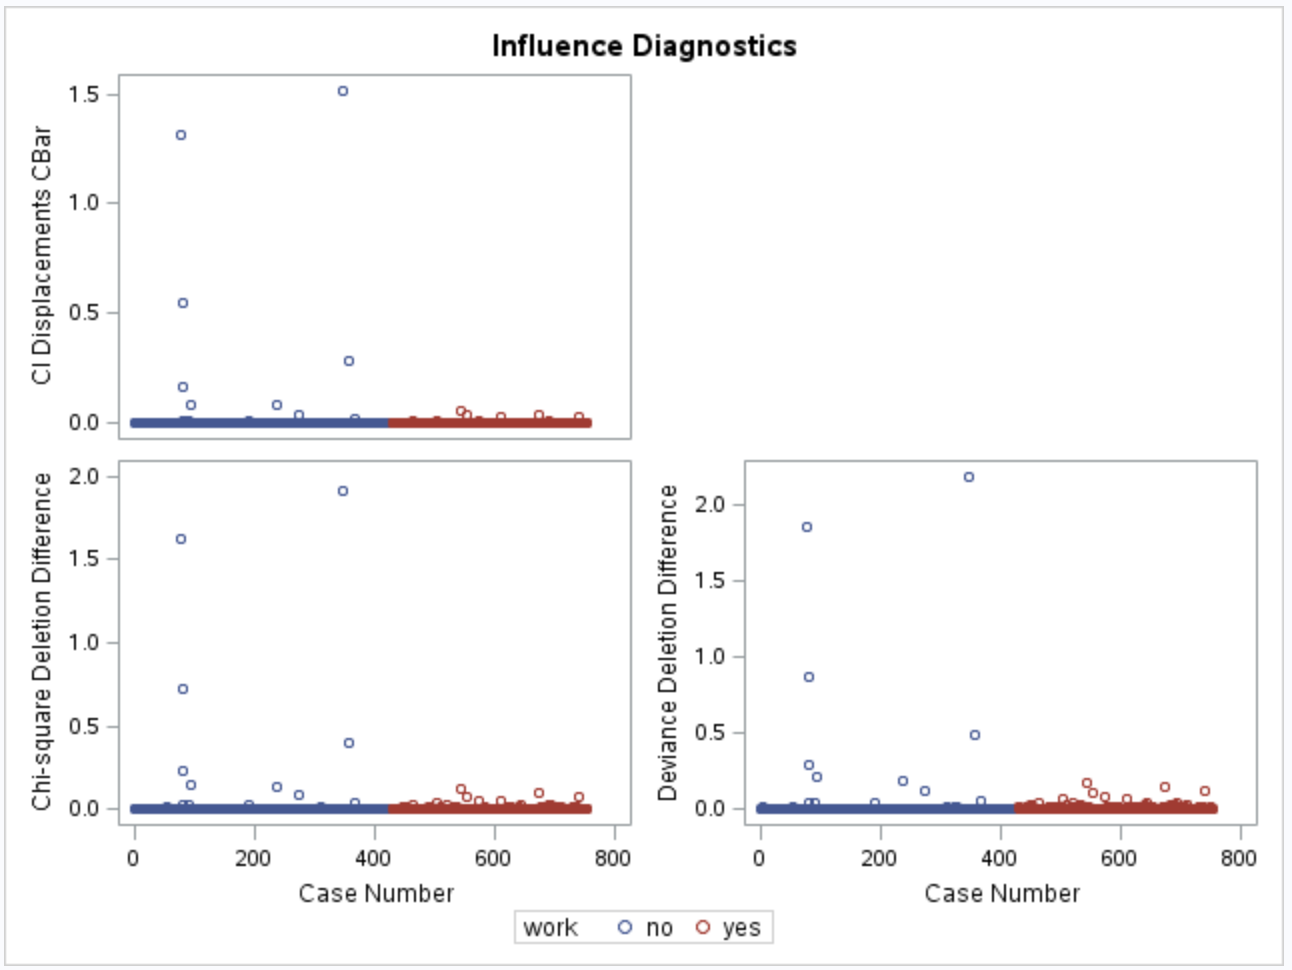 Influence Diagnostics
CI Displacements CBar
1.5
1.0
0.5
0.0
Chi-square Deletion Difference
2.0
1.5
1.0
0.5
0.0
0 200 400 600 800
Case Number
Deviance Deletion Difference
2.0
1.5
1.0
0.5
0.0
0 200 400 600 800
Case Number
work no yes